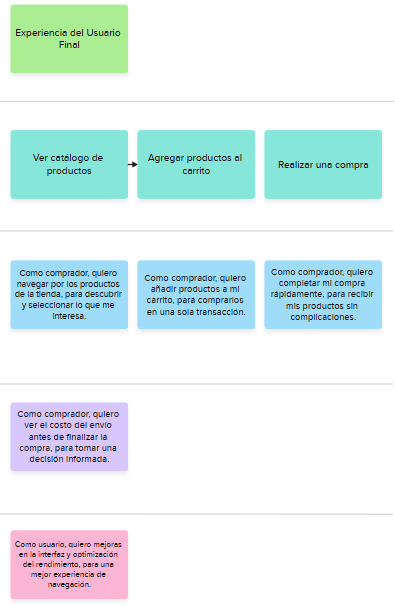 Experiencia del Usuario
Final
Ver catálogo de
productos
Agregar productos al
carrito
Realizar una compra
Como comprador, quiero
navegar por los productos
de la tienda, para descubrir
y seleccionar lo que me
interesa.
Como comprador, quiero
añadir productos a mi
carrito, para comprarlos
en una sola transacción.
Como comprador, quiero
completar mi compra
rápidamente, para recibir
mis productos sin
complicaciones.
Como comprador, quiero
ver el costo del envío
antes de finalizar la
compra, para tomar una
decisión informada.
Como usuario, quiero mejoras
en la interfaz y optimización
del rendimiento, para una
mejor experiencia de
navegación.